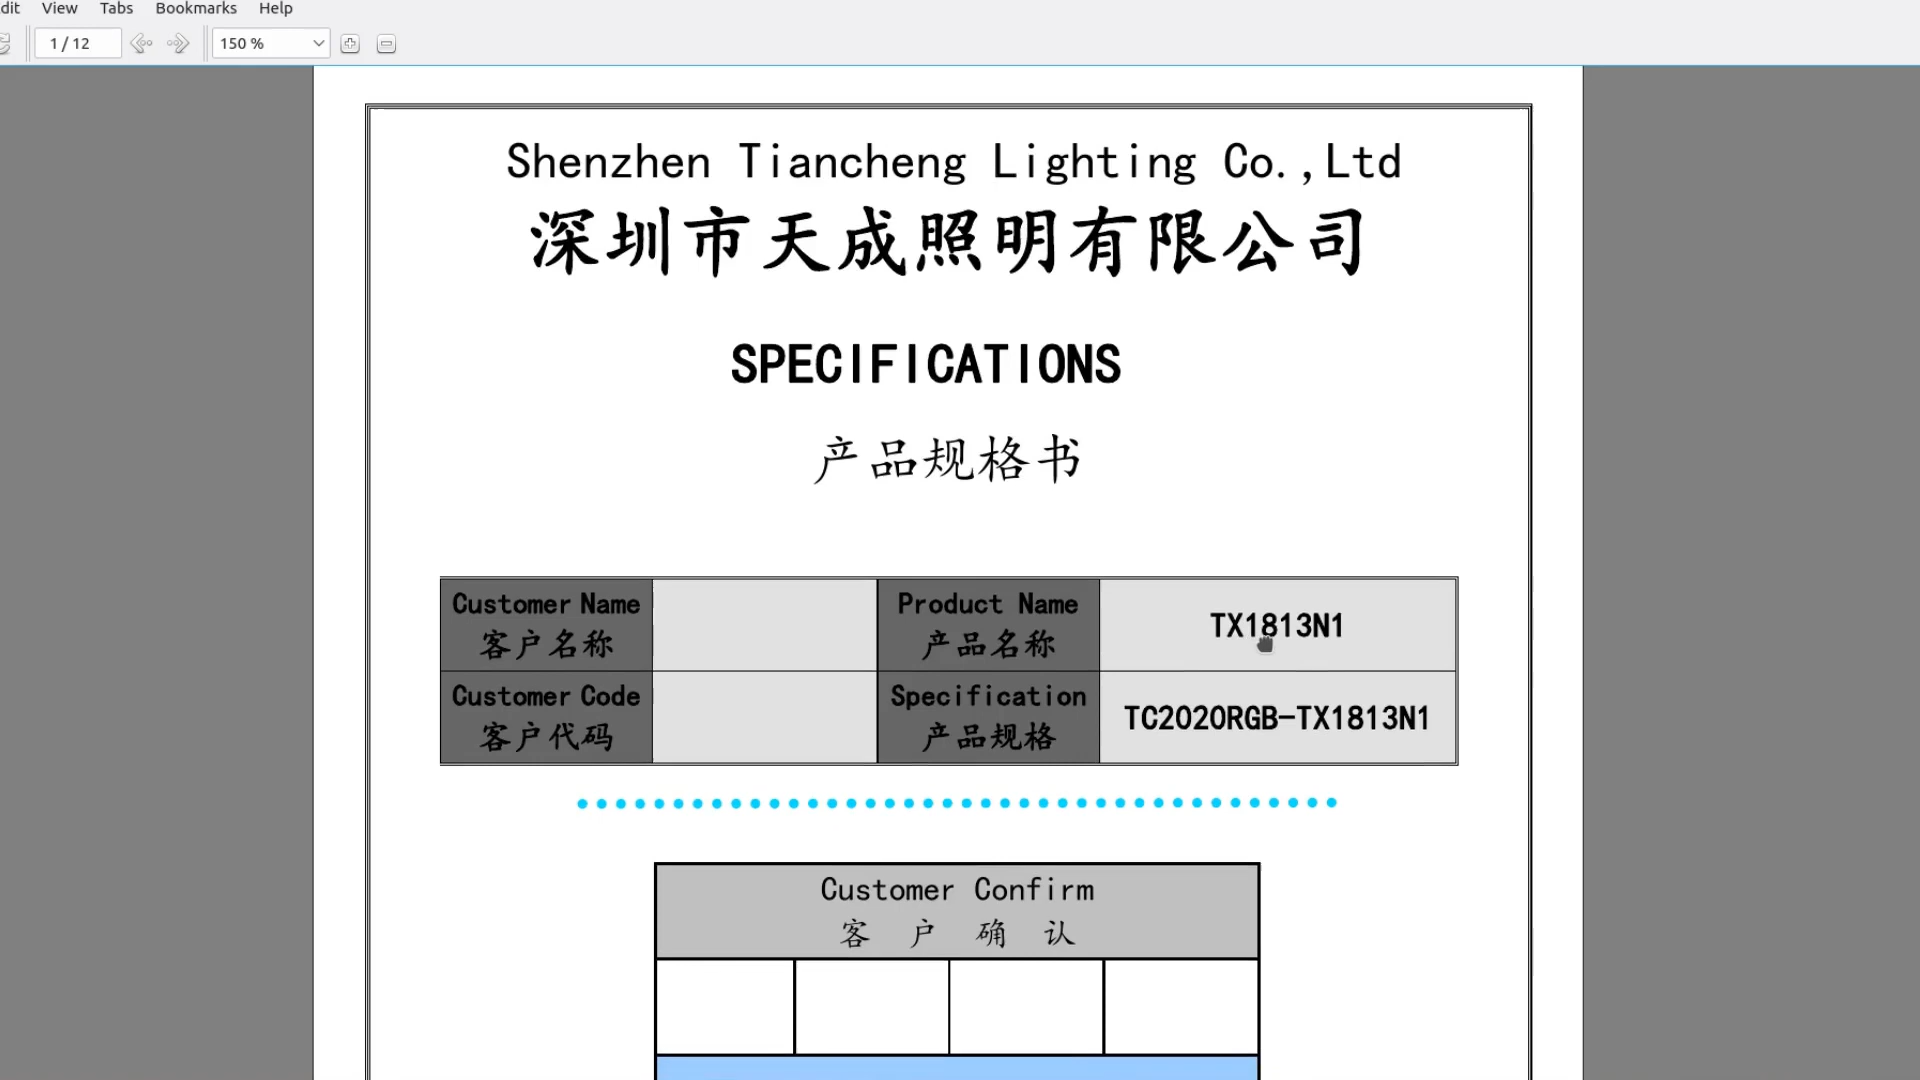 dit View Tabs Bookmarks Help
1 / 12 150 %
Shenzhen Tiancheng Lighting Co.,Ltd
深圳市天成照明有限公司
SPECIFICATIONS
产品规格书
Customer Name
客户名称
Product Name
产品名称
TX1813N1
Customer Code
客户代码
Specification
产品规格
TC2020RGB-TX1813N1
Customer Confirm
客 户 确 认